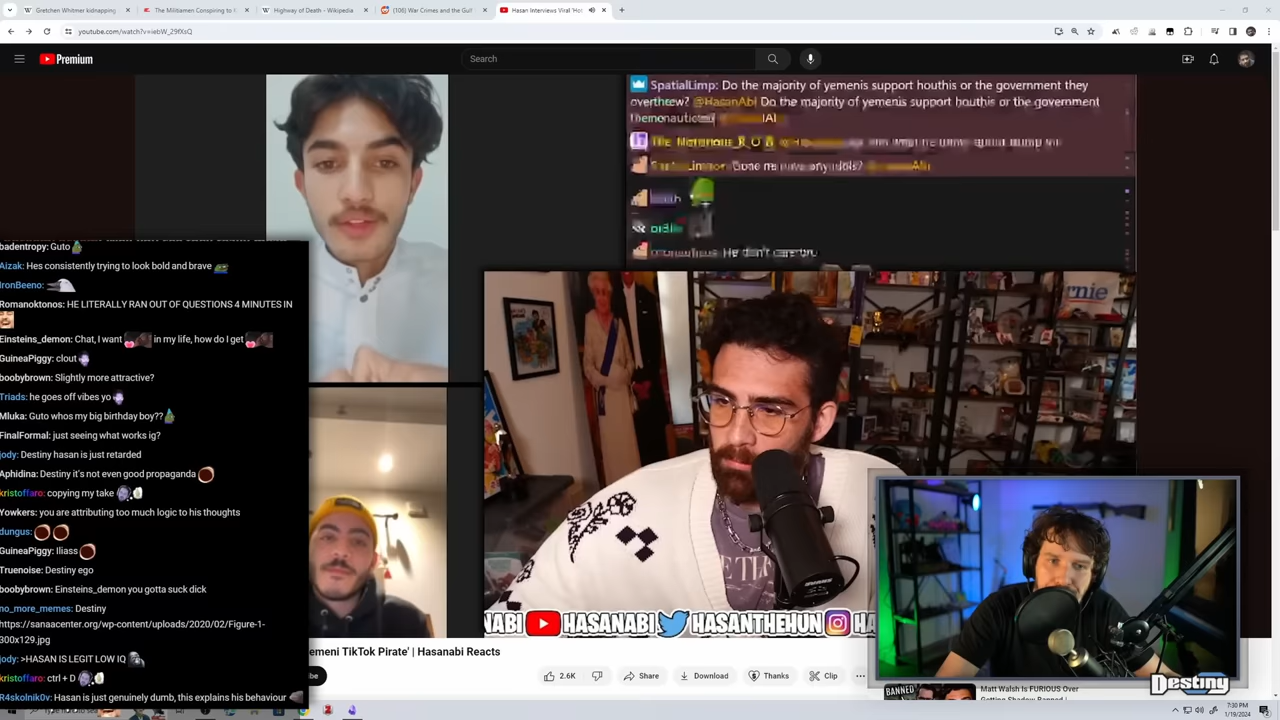 Gretchen Whitmer kidnapping
The Militiamen Conspiring to K
Highway of Death - Wikipedia
(106) War Crimes and the Gulf
Hasan Interviews Viral 'Ho
youtube.com/watch?v=iebW_29fXsQ
Premium
Search
SpatialLimp: Do the majority of yemenis support houthis or the government they
overthrew? @HasanAbi Do the majority of yemenis support houthis or the government
badentropy: Guto
Aizak: Hes consistently trying to look bold and brave
IronBeeno:
Romanoktonos: HE LITERALLY RAN OUT OF QUESTIONS 4 MINUTES IN
Einsteins_demon: Chat, I want in my life, how do I get
GuineaPiggy: clout
boobybrown: Slightly more attractive?
Triads: he goes off vibes yo
Mluka: Guto whos my big birthday boy??
FinalFormal: just seeing what works ig?
jody: Destiny hasan is just retarded
Aphidina: Destiny it's not even good propaganda
kristoffaro: copying my take
Yowkers: you are attributing too much logic to his thoughts
dungus:
GuineaPiggy: Iliass
Truenoise: Destiny ego
boobybrown: Einsteins_demon you gotta suck dick
no_more_memes: Destiny
https://sanaacenter.org/wp-content/uploads/2020/02/Figure-1-
300x129.jpg
jody: >HASAN IS LEGIT LOW IQ
kristoffaro: ctrl + D
R4skolnik0v: Hasan is just genuinely dumb, this explains his behaviour
ernie
NABI HASANABI HASANTHEHUN HA
emeni TikTok Pirate' | Hasanabi Reacts
be
2.6K
Share
Download
Thanks
Clip
BANNED
Matt Walsh Is FURIOUS Over
Getting Shadow Banned |
Destiny
Type here to sea
7:30 PM
1/19/2024